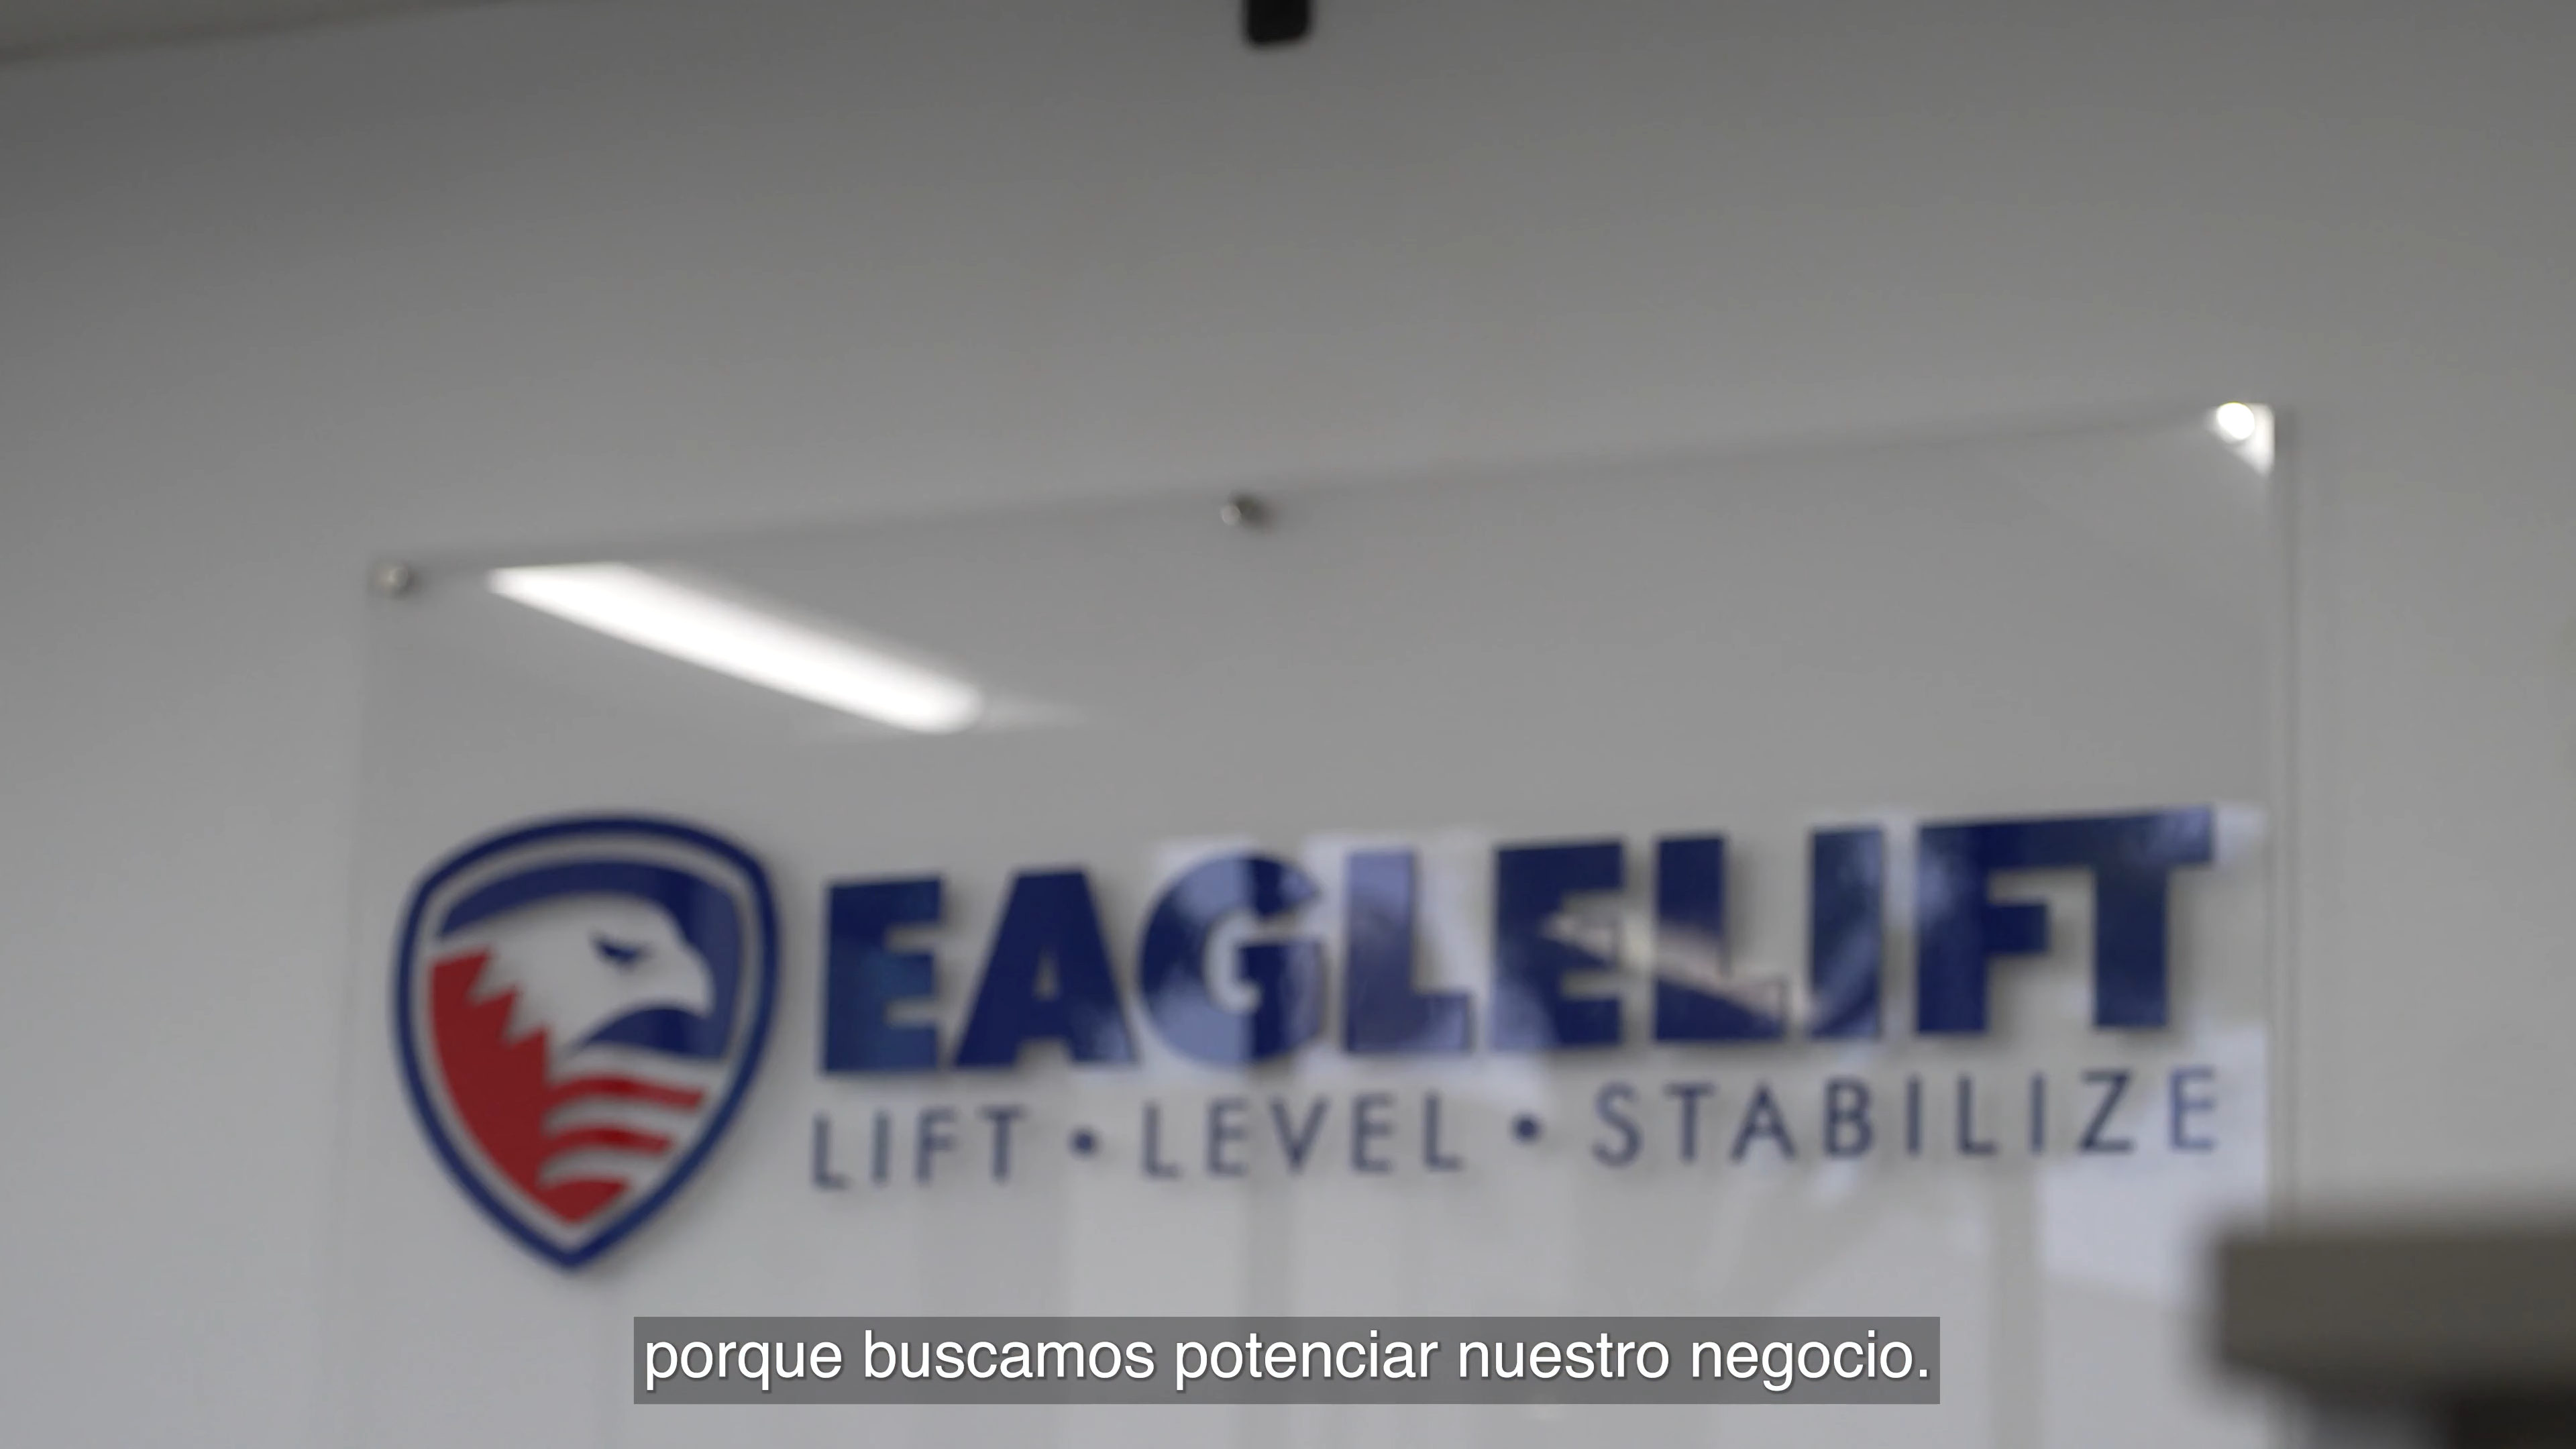 EAGLELIFT
LIFT • LEVEL • STABILIZE
porque buscamos potenciar nuestro negocio.